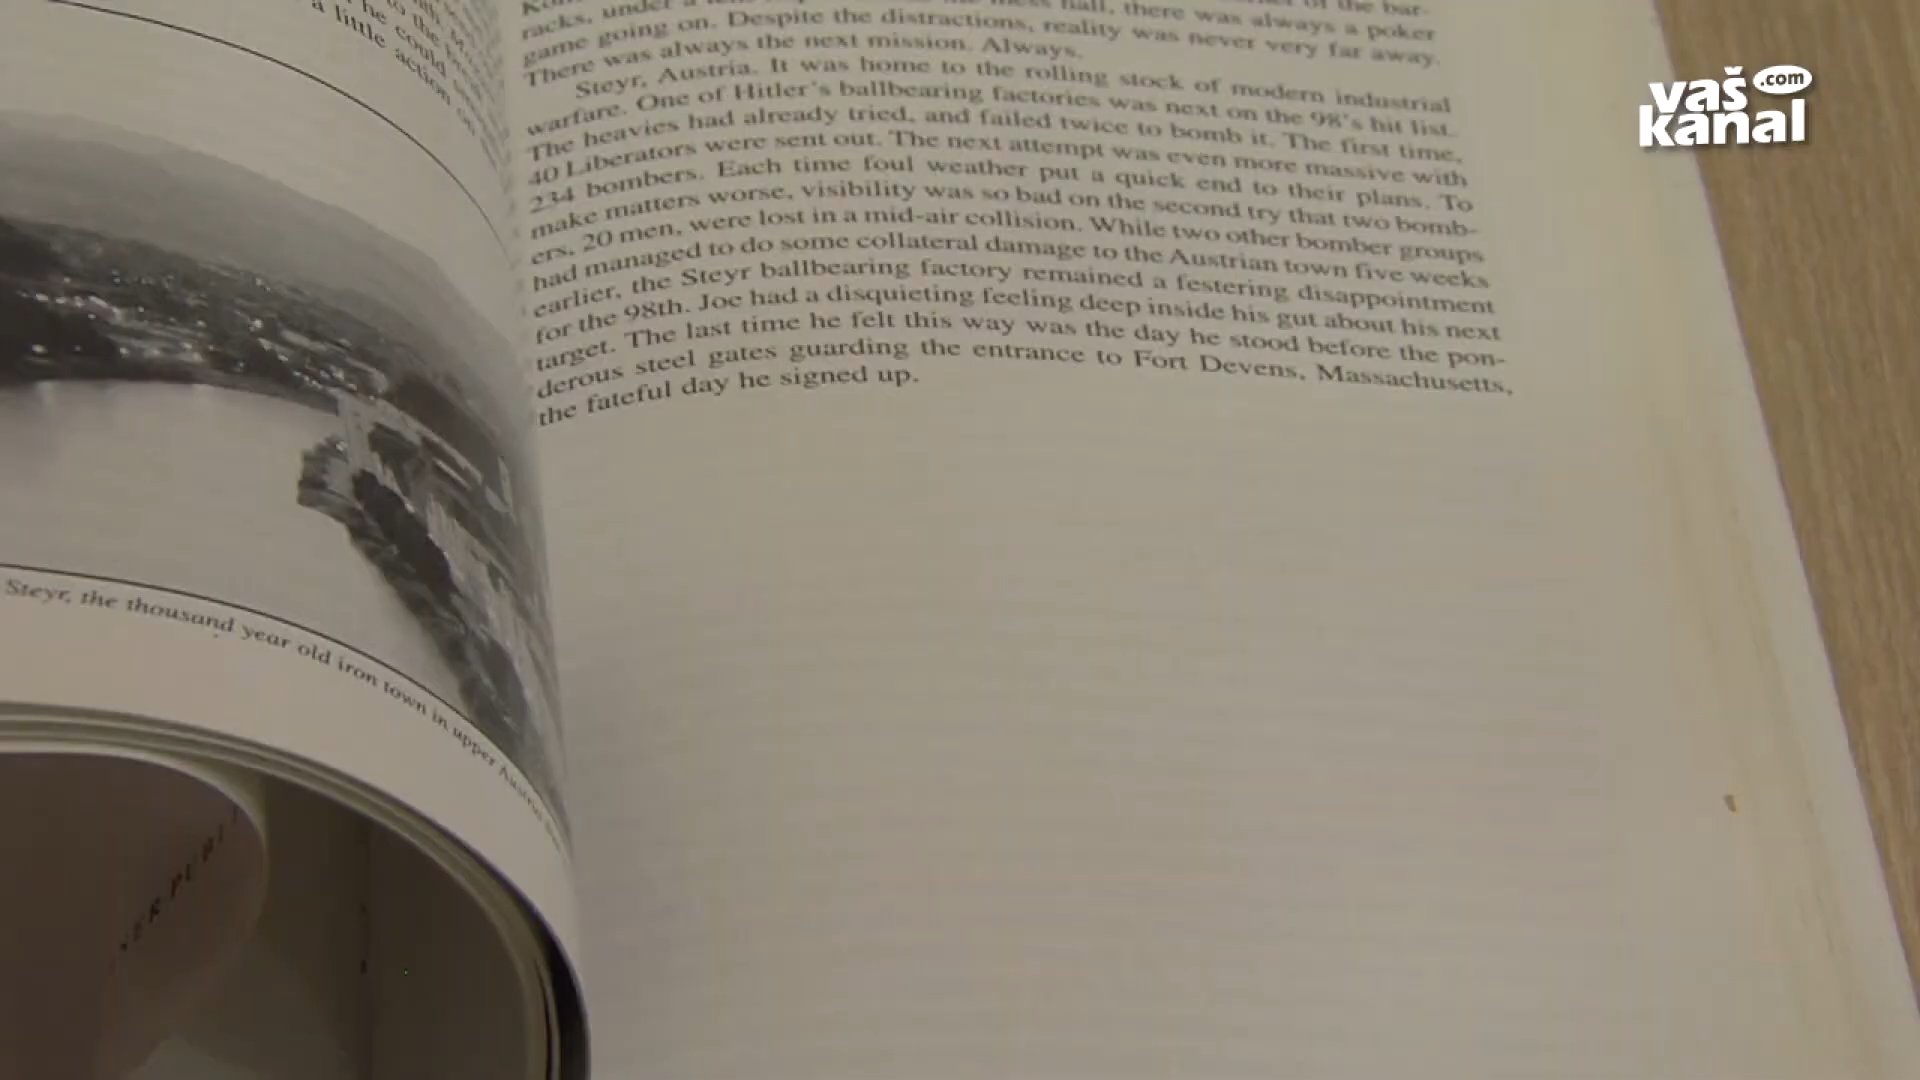 a little action on
he could
racks, under a
hall, there was always a poker
game going on. Despite the distractions, reality was never very far away.
There was always the next mission. Always.
Steyr, Austria. It was home to the rolling stock of modern industrial
warfare. One of Hitler's ballbearing factories was next on the 98's hit list.
The heavies had already tried, and failed twice to bomb it. The first time,
40 Liberators were sent out. The next attempt was even more massive with
234 bombers. Each time foul weather put a quick end to their plans. To
make matters worse, visibility was so bad on the second try that two bomb-
ers, 20 men, were lost in a mid-air collision. While two other bomber groups
had managed to do some collateral damage to the Austrian town five weeks
earlier, the Steyr ballbearing factory remained a festering disappointment
for the 98th. Joe had a disquieting feeling deep inside his gut about his next
target. The last time he felt this way was the day he stood before the pon-
derous steel gates guarding the entrance to Fort Devens, Massachusetts,
the fateful day he signed up.
Steyr, the thousand year old iron town in upper Austria
vaš
.com
kanal